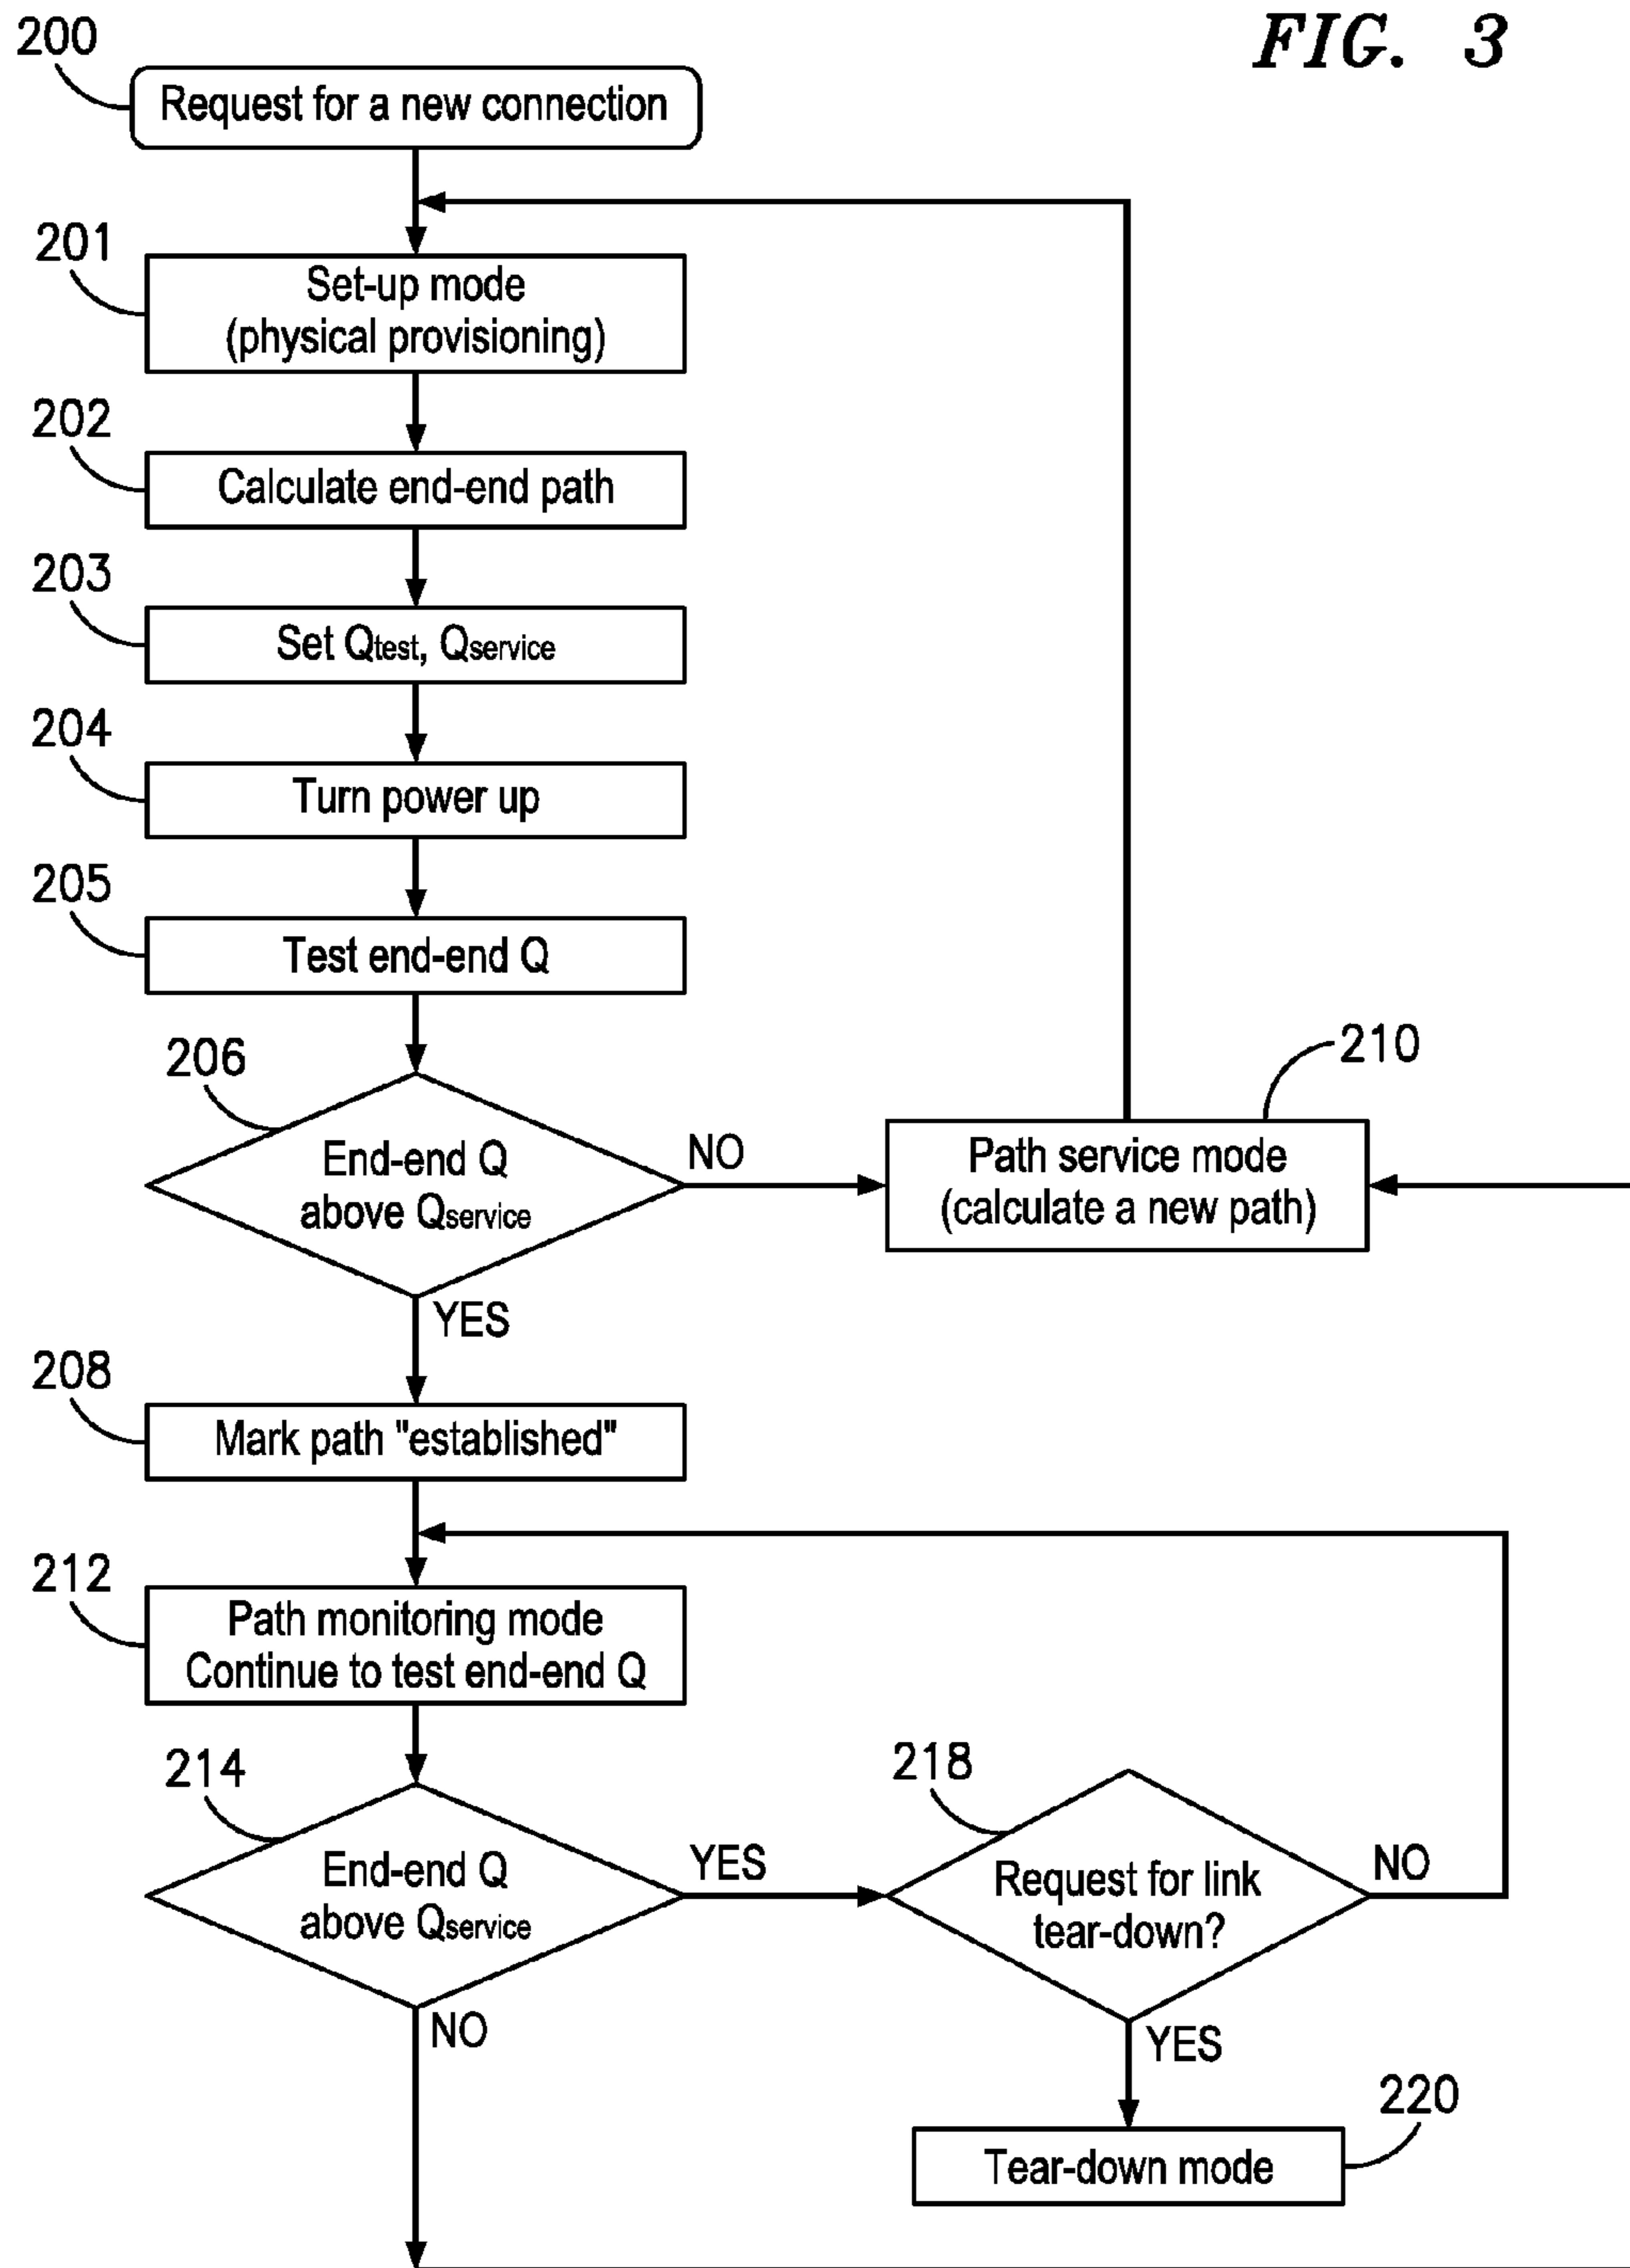 FIG. 3
200
Request for a new connection
201
Set-up mode
(physical provisioning)
202
Calculate end-end path
203
Set Qtest, Qservice
204
Turn power up
205
Test end-end Q
206
End-end Q
above Qservice
NO
YES
210
Path service mode
(calculate a new path)
208
Mark path "established"
212
Path monitoring mode
Continue to test end-end Q
214
End-end Q
above Qservice
YES
NO
218
Request for link
tear-down?
NO
YES
220
Tear-down mode